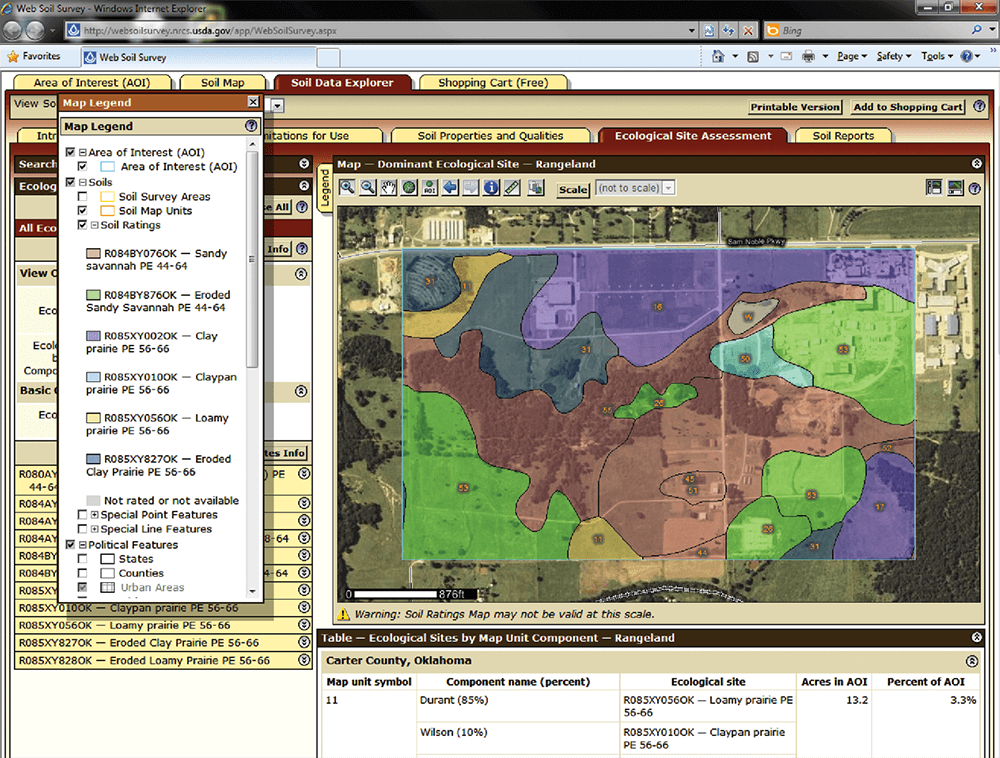 Web Soil Survey - Windows Internet Explorer
http://websoilsurvey.nrcs.usda.gov/app/WebSoilSurvey.aspx
Bing
Favorites
Web Soil Survey
Page
Safety
Tools
Area of Interest (AOI)
Soil Map
Soil Data Explorer
Shopping Cart (Free)
View So
Printable Version
Add to Shopping Cart
Intr
itations for Use
Soil Properties and Qualities
Ecological Site Assessment
Soil Reports
Map Legend
Map Legend
Area of Interest (AOI)
Area of Interest (AOI)
Soils
Soil Survey Areas
Soil Map Units
Soil Ratings
R084BY076OK — Sandy
savannah PE 44-64
R084BY876OK — Eroded
Sandy Savannah PE 44-64
R085XY002OK — Clay
prairie PE 56-66
R085XY010OK — Claypan
prairie PE 56-66
R085XY056OK — Loamy
prairie PE 56-66
R085XY827OK — Eroded
Clay Prairie PE 56-66
Not rated or not available
Special Point Features
Special Line Features
Political Features
States
Counties
Urban Areas
Search
Ecolog
se All
All Eco
Info
View O
Eco
Ecol
b
Compo
Basic O
Eco
tes Info
R080AY
) PE
44-64
R084AY
R084AY
R084AY
8-64
R084BY
R084BY
4-64
R085XY
R085XY010OK — Claypan prairie PE 56-66
R085XY056OK — Loamy prairie PE 56-66
R085XY827OK — Eroded Clay Prairie PE 56-66
R085XY828OK — Eroded Loamy Prairie PE 56-66
Legend
Map — Dominant Ecological Site — Rangeland
AOI
Scale
(not to scale)
Sam Noble Pkwy
31
11
16
W
31
50
53
26
55
57
53
45
51
53
17
11
26
31
44
0
876ft
Warning: Soil Ratings Map may not be valid at this scale.
Table — Ecological Sites by Map Unit Component — Rangeland
Carter County, Oklahoma
Map unit symbol
Component name (percent)
Ecological site
Acres in AOI
Percent of AOI
11
Durant (85%)
R085XY056OK — Loamy prairie PE
56-66
13.2
3.3%
Wilson (10%)
R085XY010OK — Claypan prairie
PE 56-66